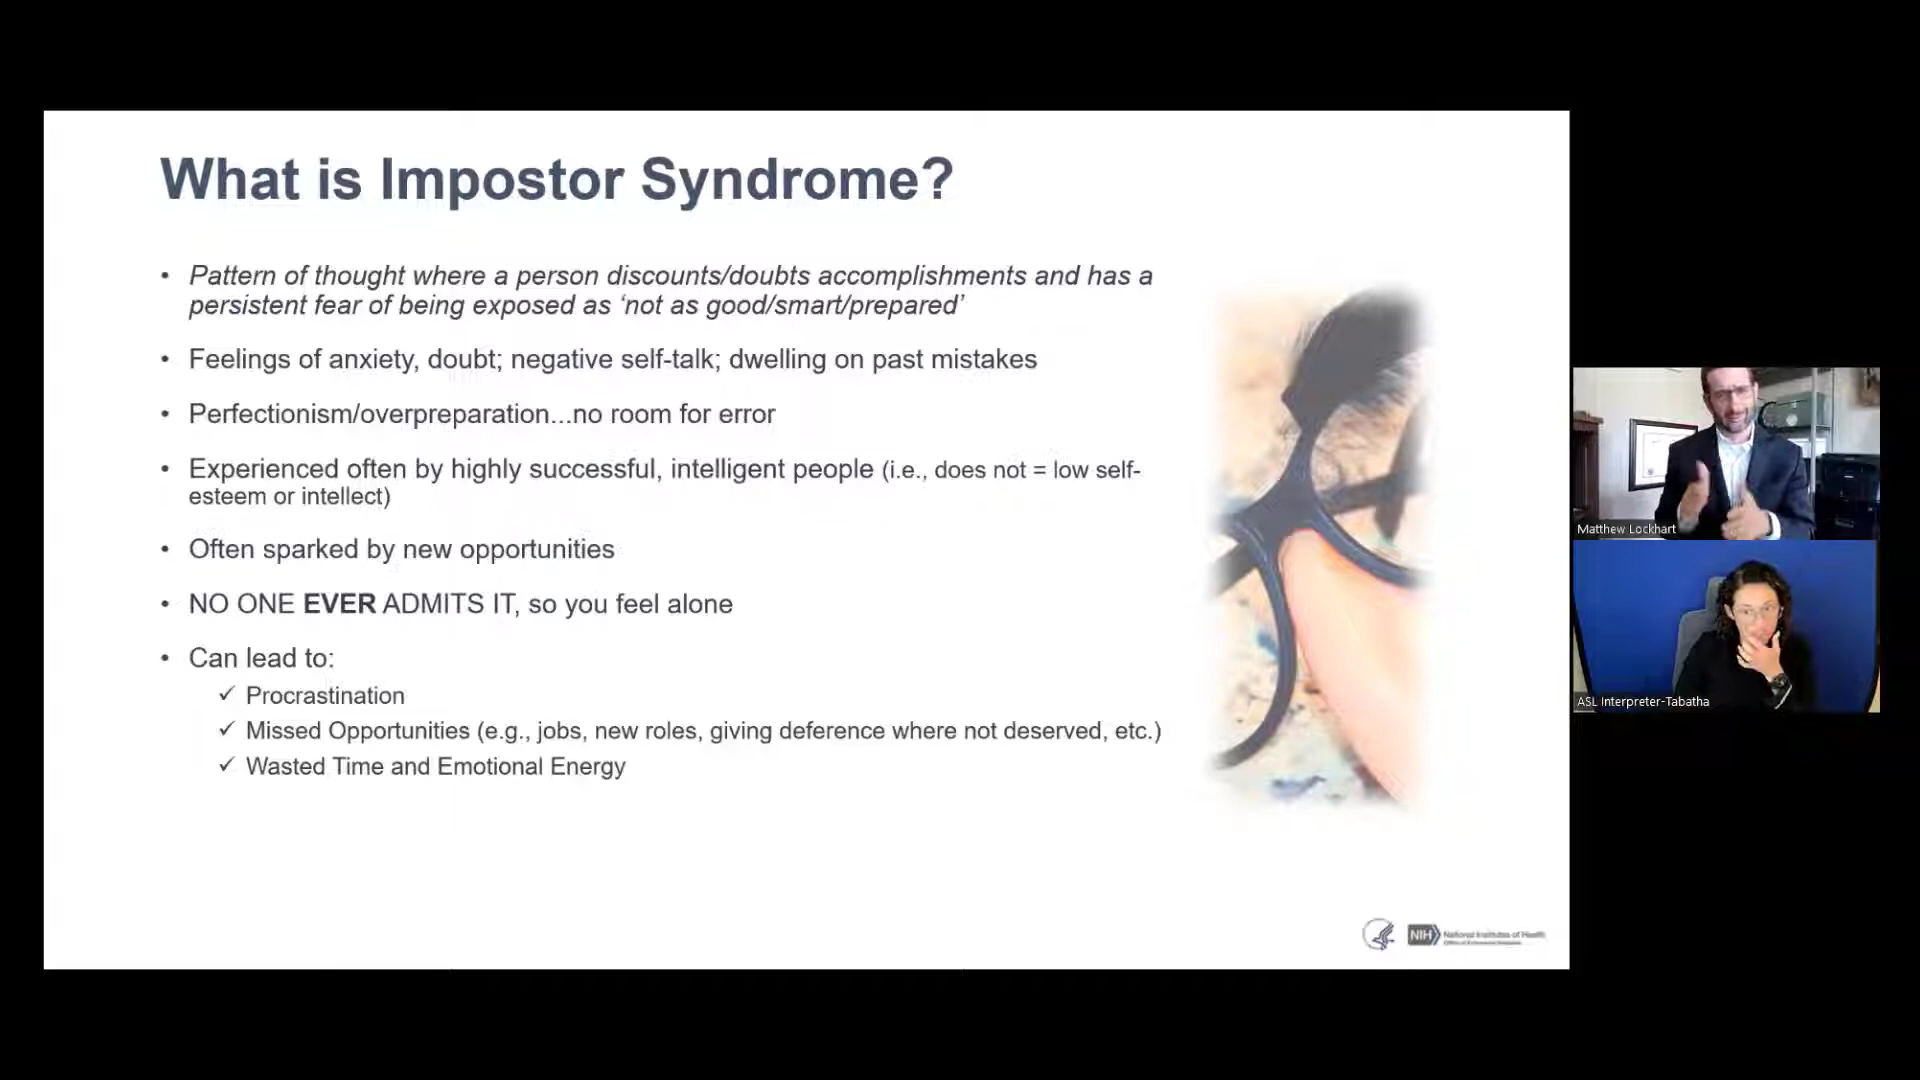 What is Impostor Syndrome?
• Pattern of thought where a person discounts/doubts accomplishments and has a
persistent fear of being exposed as ‘not as good/smart/prepared’
• Feelings of anxiety, doubt; negative self-talk; dwelling on past mistakes
• Perfectionism/overpreparation...no room for error
• Experienced often by highly successful, intelligent people (i.e., does not = low self-
esteem or intellect)
• Often sparked by new opportunities
• NO ONE EVER ADMITS IT, so you feel alone
• Can lead to:
✓ Procrastination
✓ Missed Opportunities (e.g., jobs, new roles, giving deference where not deserved, etc.)
✓ Wasted Time and Emotional Energy
Matthew Lockhart
ASL Interpreter-Tabatha
NIH National Institutes of Health